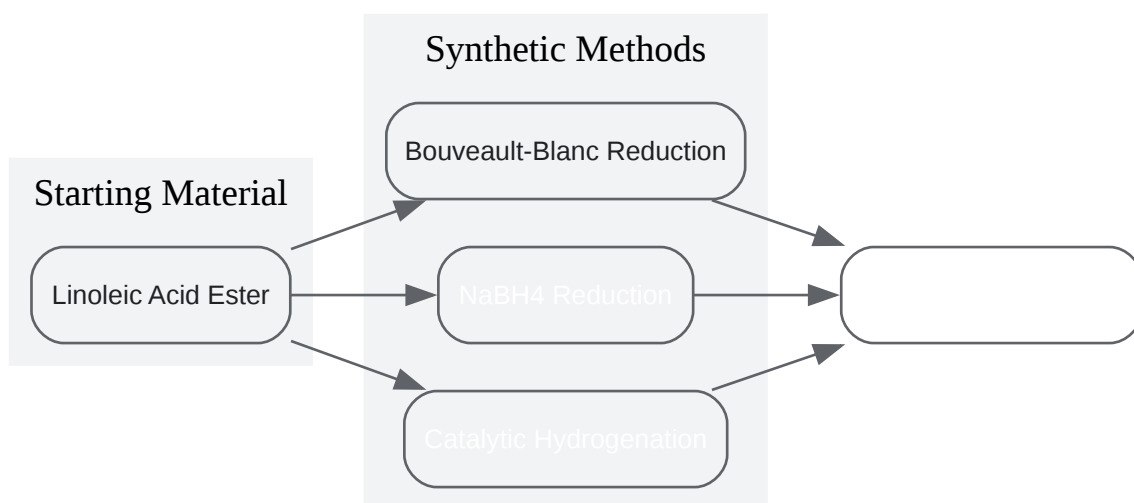 Synthetic Methods
Bouveault-Blanc Reduction
Starting Material
Linoleic Acid Ester
NaBH4 Reduction
Catalytic Hydrogenation